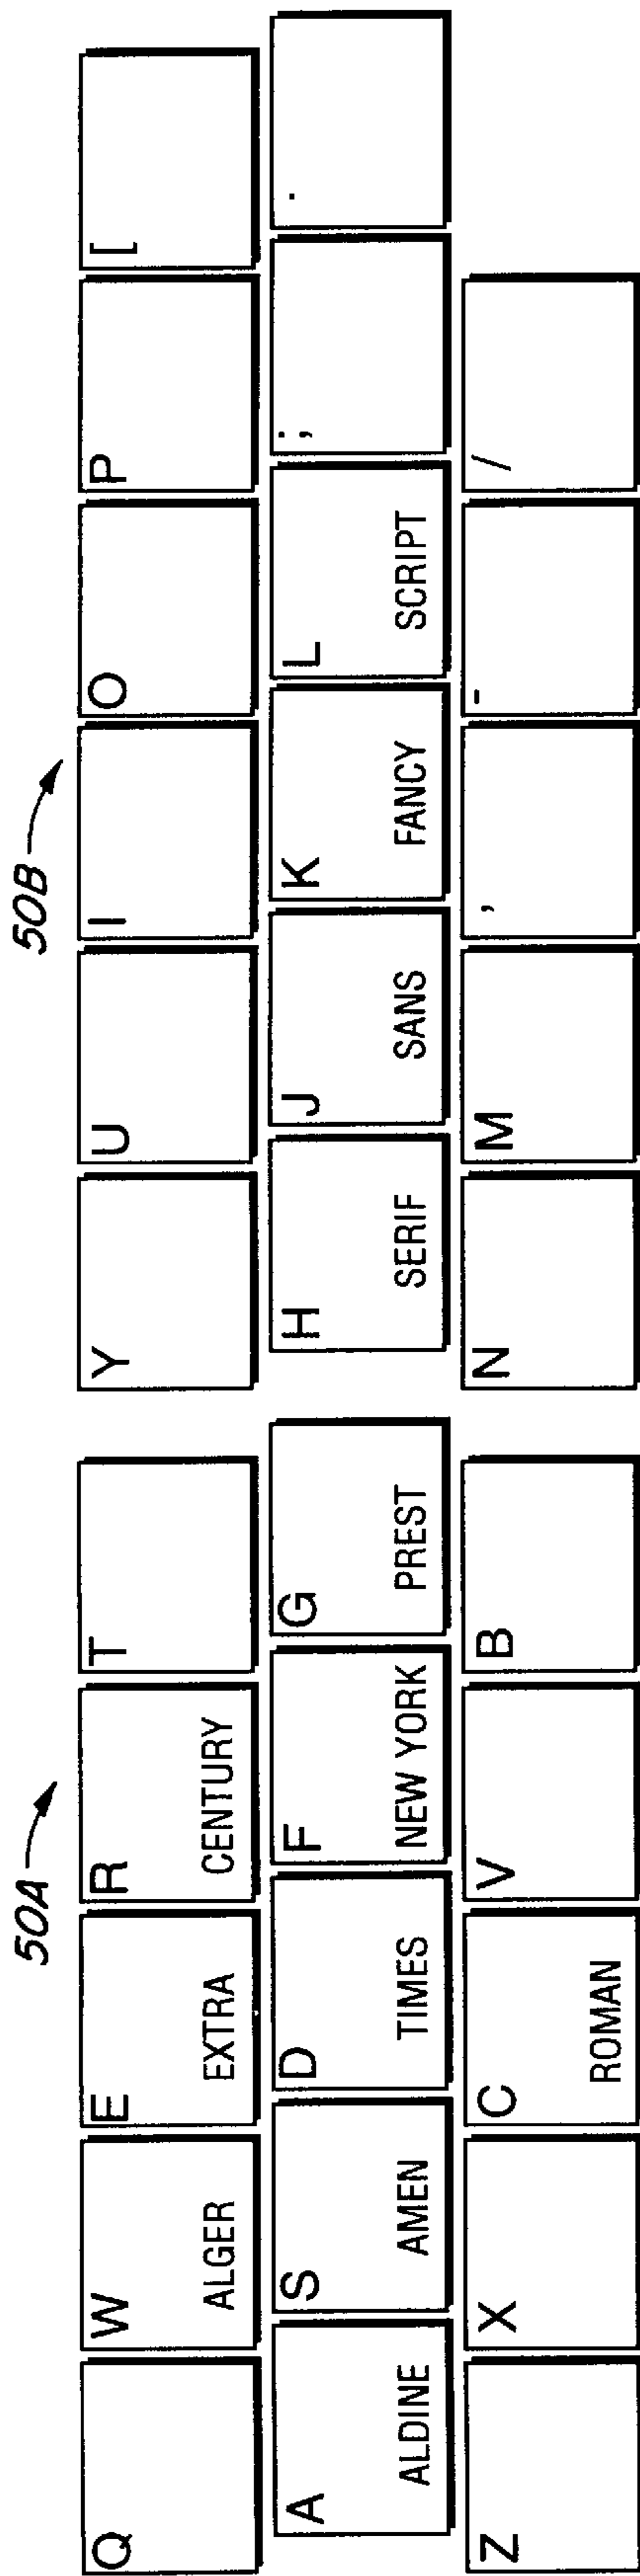 50A 50B
Q W E R T Y U I O P [
ALGER EXTRA CENTURY
A S D F G H J K L ; .
ALDINE AMEN TIMES NEW YORK PREST SERIF SANS FANCY SCRIPT
Z X C V B N M , - /
ROMAN